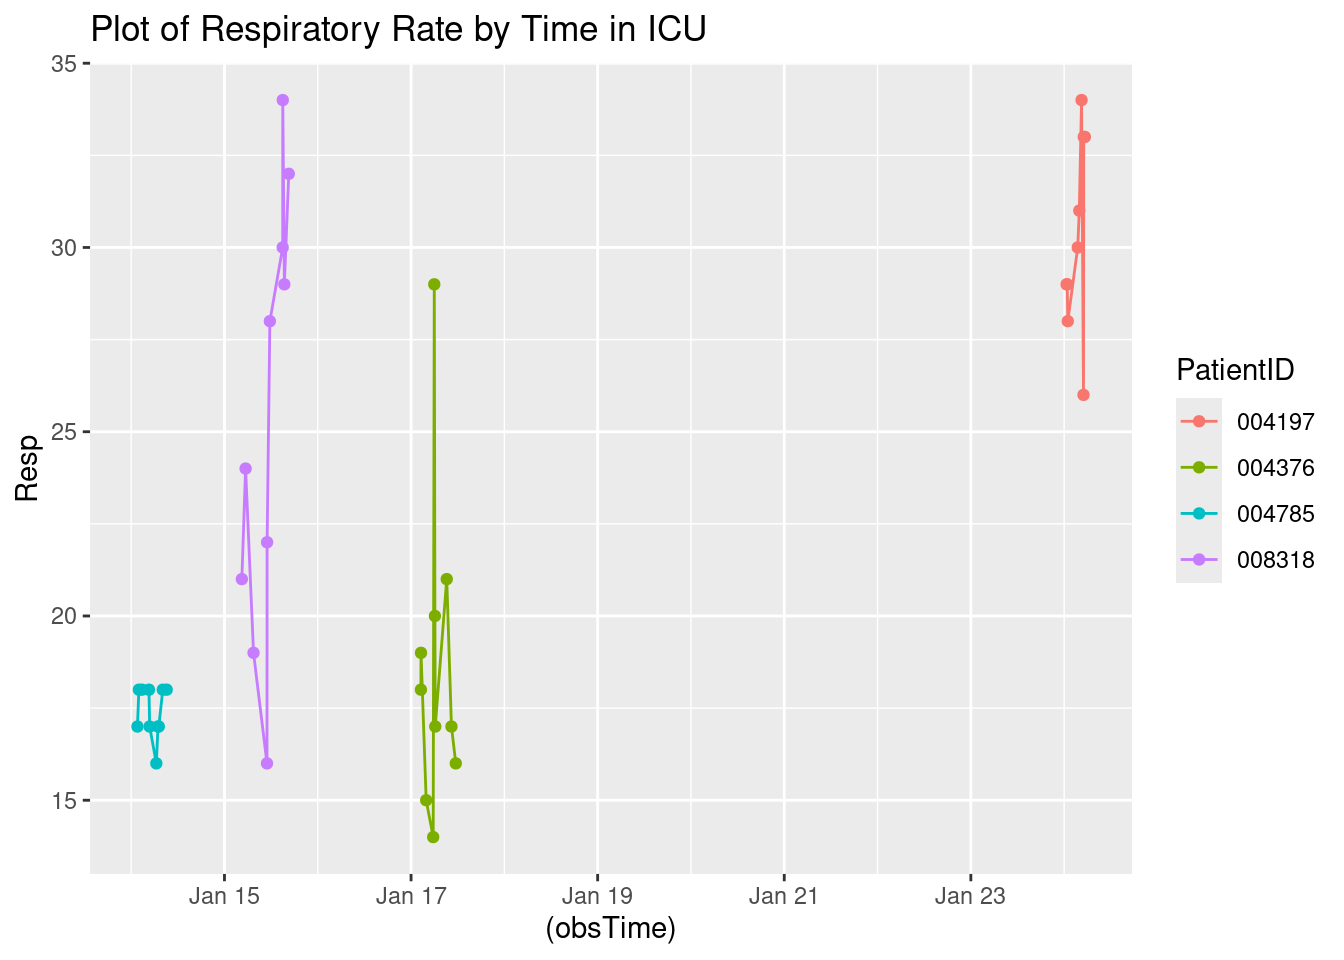 Plot of Respiratory Rate by Time in ICU
35
30
25
20
15
Resp
Jan 15
Jan 17
Jan 19
Jan 21
Jan 23
(obsTime)
PatientID
004197
004376
004785
008318